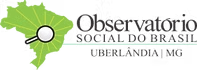 Observatório
SOCIAL DO BRASIL
UBERLÂNDIA | MG